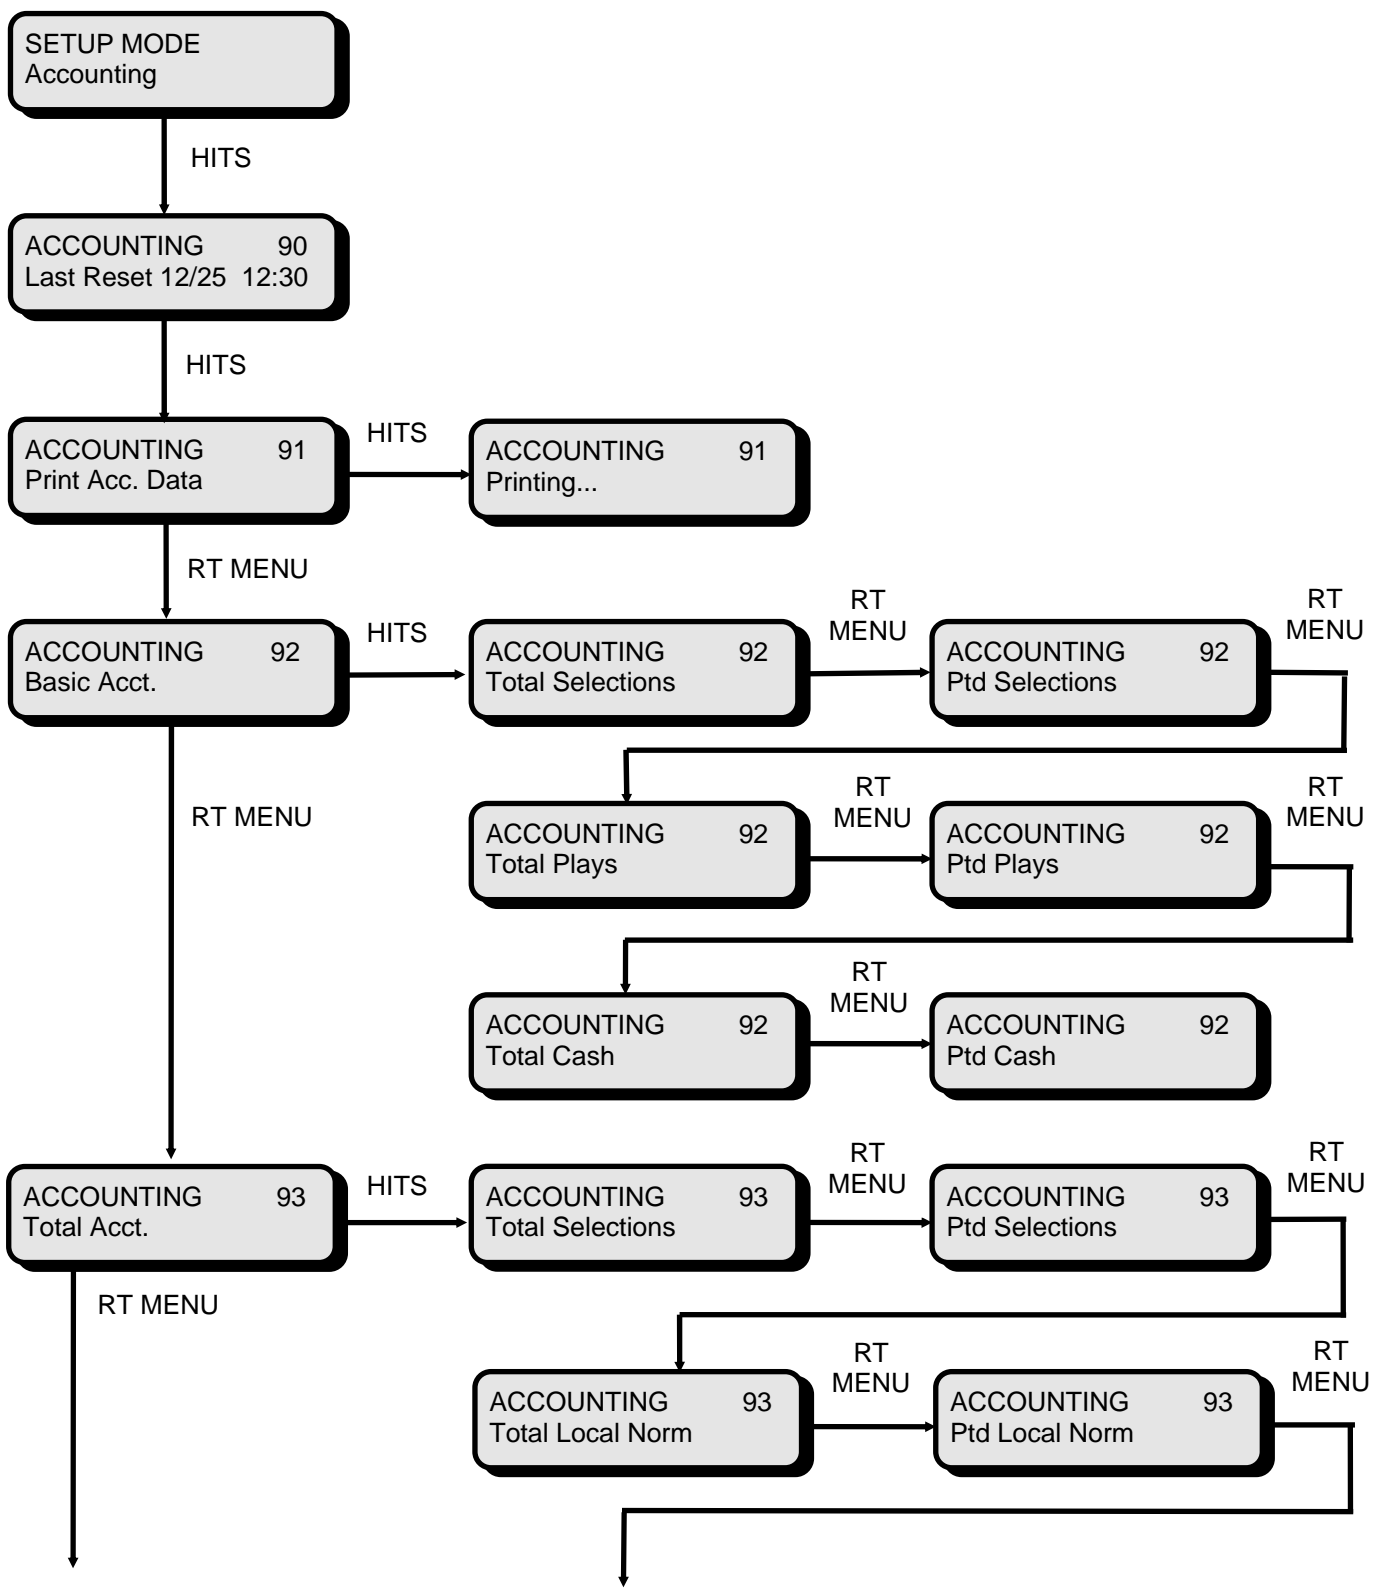 SETUP MODE
Accounting
HITS
ACCOUNTING 90
Last Reset 12/25 12:30
HITS
ACCOUNTING 91
Print Acc. Data
HITS
ACCOUNTING 91
Printing...
RT MENU
ACCOUNTING 92
Basic Acct.
HITS
ACCOUNTING 92
Total Selections
RT
MENU
ACCOUNTING 92
Ptd Selections
RT
MENU
RT MENU
ACCOUNTING 92
Total Plays
RT
MENU
ACCOUNTING 92
Ptd Plays
RT
MENU
ACCOUNTING 92
Total Cash
RT
MENU
ACCOUNTING 92
Ptd Cash
ACCOUNTING 93
Total Acct.
HITS
ACCOUNTING 93
Total Selections
RT
MENU
ACCOUNTING 93
Ptd Selections
RT
MENU
RT MENU
ACCOUNTING 93
Total Local Norm
RT
MENU
ACCOUNTING 93
Ptd Local Norm
RT
MENU